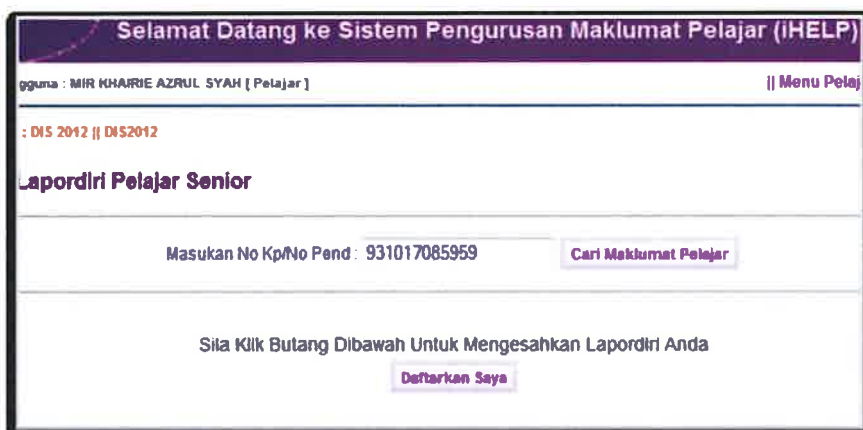 Selamat Datang ke Sistem Pengurusan Maklumat Pelajar (iHELP)
gguna : MIR KHAIRIE AZRUL SYAH [ Pelajar ] || Menu Pelaj
: DIS 2012 || DIS2012
Lapordiri Pelajar Senior
Masukan No Kp/No Pend : 931017085959 Cari Maklumat Pelajar
Sila Klik Butang Dibawah Untuk Mengesahkan Lapordiri Anda
Daftarkan Saya